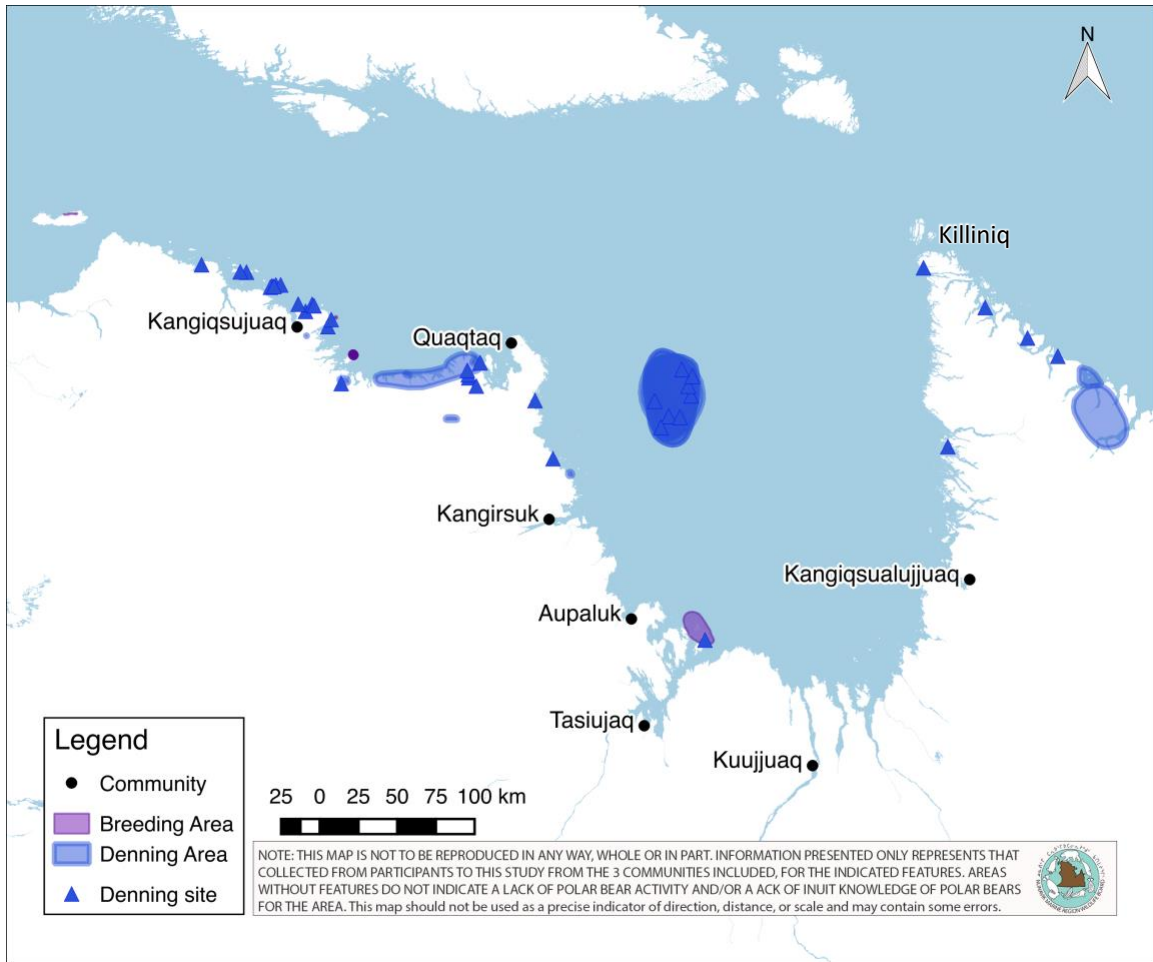 N
Killiniq
Kangiqsujuaq
Quaqtaq
Kangirsuk
Kangiqsualujjuaq
Aupaluk
Tasiujaq
Kuujjuaq
Legend
Community
Breeding Area
Denning Area
Denning site
25 0 25 50 75 100 km
NOTE: THIS MAP IS NOT TO BE REPRODUCED IN ANY WAY, WHOLE OR IN PART. INFORMATION PRESENTED ONLY REPRESENTS THAT
COLLECTED FROM PARTICIPANTS TO THIS STUDY FROM THE 3 COMMUNITIES INCLUDED, FOR THE INDICATED FEATURES. AREAS
WITHOUT FEATURES DO NOT INDICATE A LACK OF POLAR BEAR ACTIVITY AND/OR A ACK OF INUIT KNOWLEDGE OF POLAR BEARS
FOR THE AREA. This map should not be used as a precise indicator of direction, distance, or scale and may contain some errors.